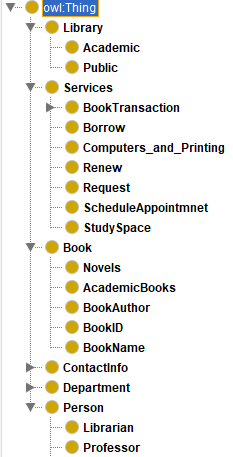 owl:Thing
Library
Academic
Public
Services
BookTransaction
Borrow
Computers_and_Printing
Renew
Request
ScheduleAppointmnet
StudySpace
Book
Novels
AcademicBooks
BookAuthor
BookID
BookName
ContactInfo
Department
Person
Librarian
Professor